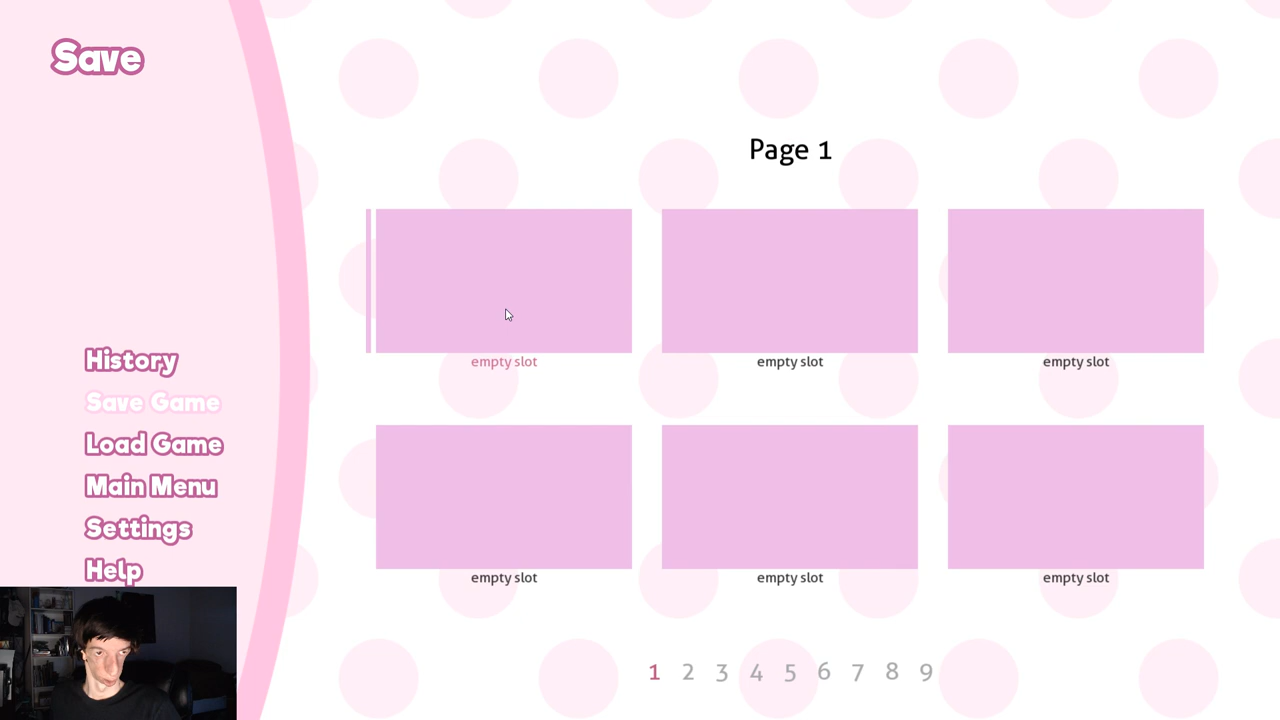 Save
Page 1
empty slot
empty slot
empty slot
History
Save Game
Load Game
Main Menu
Settings
Help
empty slot
empty slot
empty slot
1 2 3 4 5 6 7 8 9